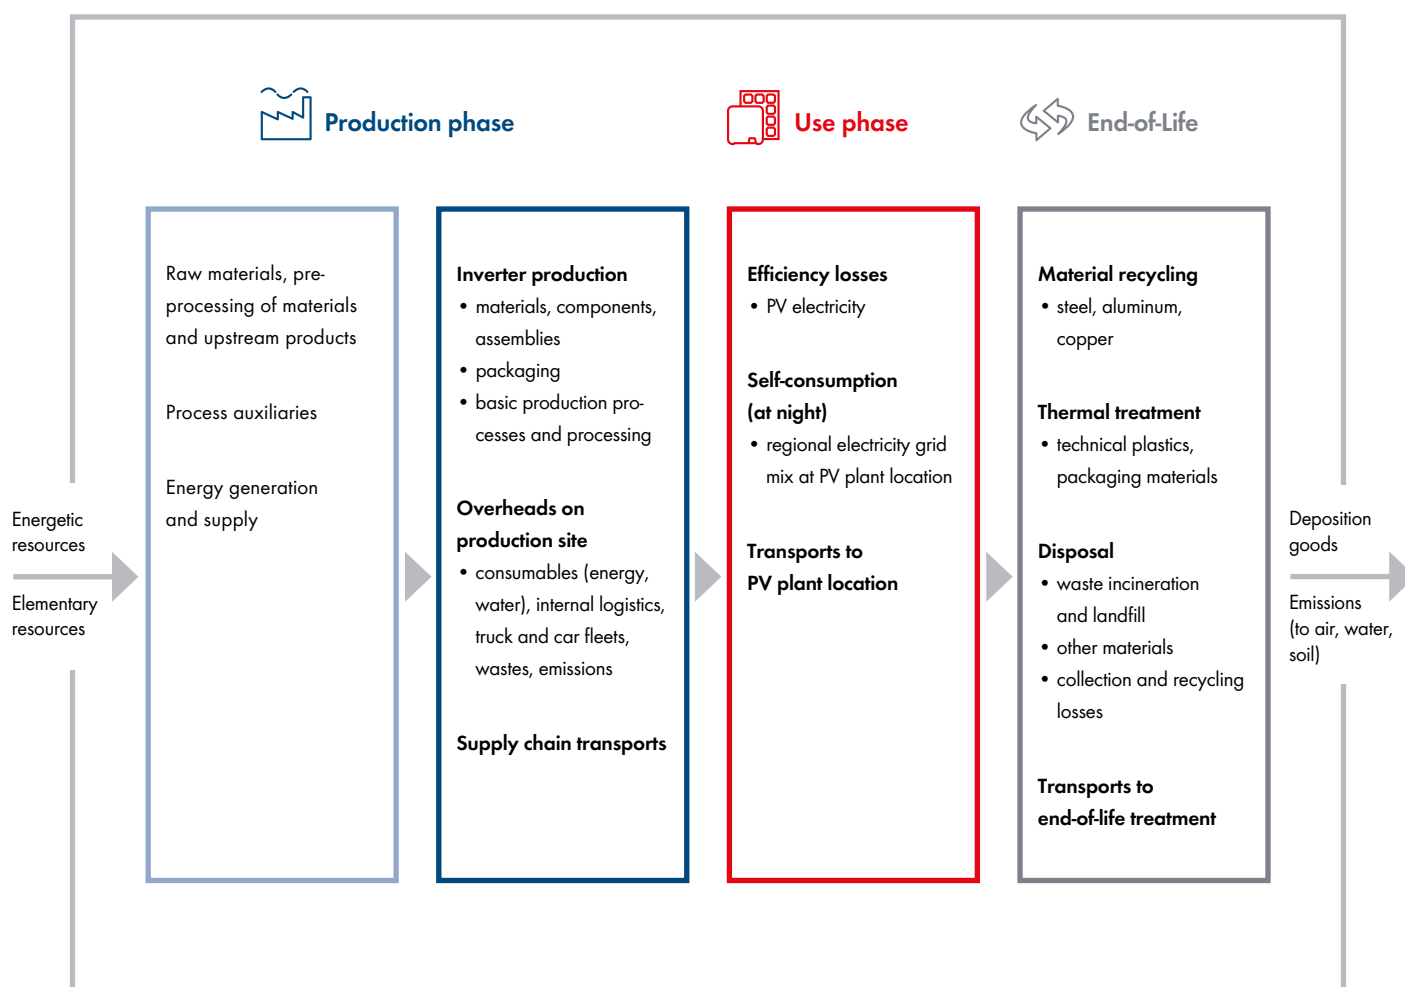 Production phase
Use phase
End-of-Life
Energetic
resources
Elementary
resources
Raw materials, pre-
processing of materials
and upstream products
Process auxiliaries
Energy generation
and supply
Inverter production
• materials, components,
assemblies
• packaging
• basic production pro-
cesses and processing
Overheads on
production site
• consumables (energy,
water), internal logistics,
truck and car fleets,
wastes, emissions
Supply chain transports
Efficiency losses
• PV electricity
Self-consumption
(at night)
• regional electricity grid
mix at PV plant location
Transports to
PV plant location
Material recycling
• steel, aluminum,
copper
Thermal treatment
• technical plastics,
packaging materials
Disposal
• waste incineration
and landfill
• other materials
• collection and recycling
losses
Transports to
end-of-life treatment
Deposition
goods
Emissions
(to air, water,
soil)